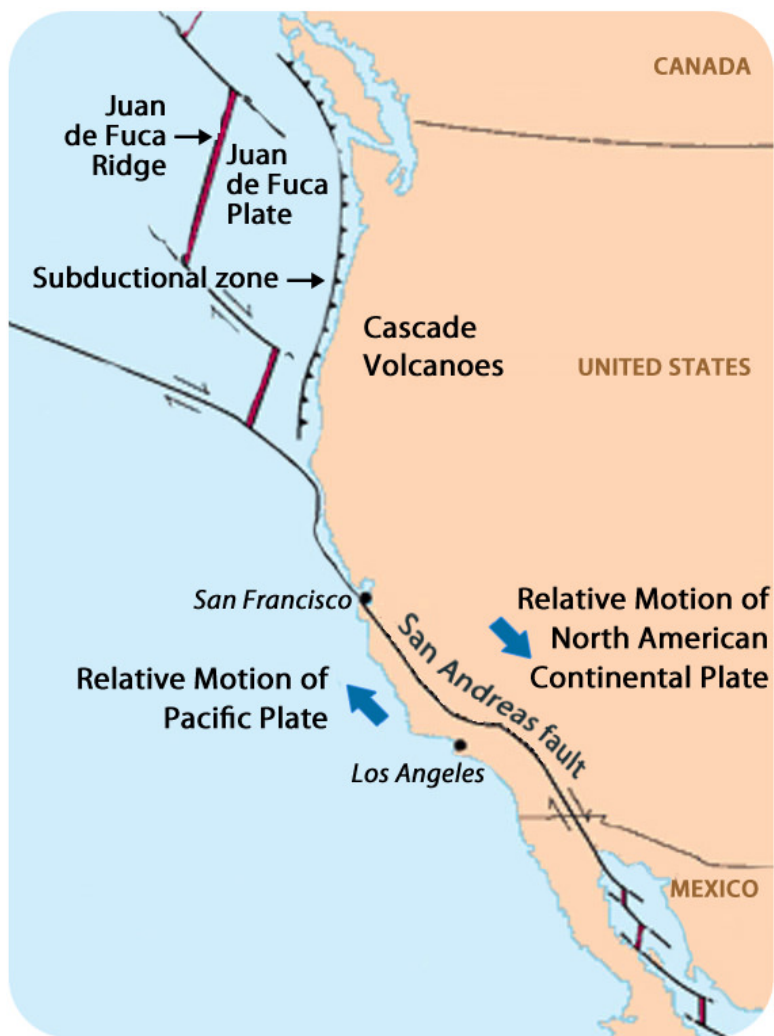 CANADA
Juan
de Fuca
Ridge
Juan
de Fuca
Plate
Subductional zone
Cascade
Volcanoes
UNITED STATES
San Francisco
Relative Motion of
North American
Continental Plate
San Andreas fault
Relative Motion of
Pacific Plate
Los Angeles
MEXICO